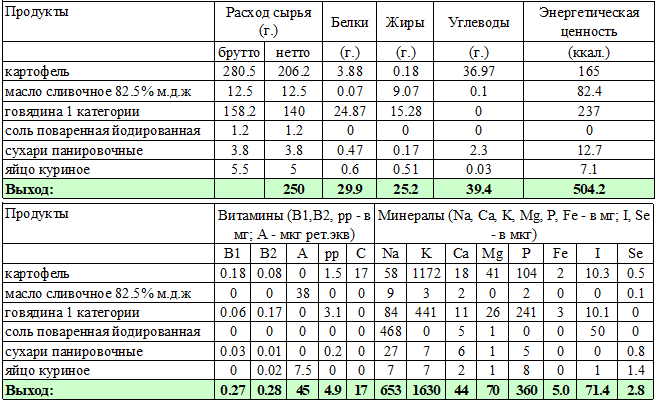 Продукты Расход сырья Белки Жиры Углеводы Энергетическая
(г.) ценность
брутто нетто (г.) (г.) (г.) (ккал.)
картофель 280.5 206.2 3.88 0.18 36.97 165
масло сливочное 82.5% м.д.ж 12.5 12.5 0.07 9.07 0.1 82.4
говядина 1 категории 158.2 140 24.87 15.28 0 237
соль поваренная йодированная 1.2 1.2 0 0 0 0
сухари панировочные 3.8 3.8 0.47 0.17 2.3 12.7
яйцо куриное 5.5 5 0.6 0.51 0.03 7.1
Выход: 250 29.9 25.2 39.4 504.2
Продукты Витамины (В1,В2, рр - в Минералы (Na, Ca, K, Mg, P, Fe - в мг; I, Se
мг; А - мкг рет.экв) - в мкг)
В1 В2 А рр С Na K Ca Mg P Fe I Se
картофель 0.18 0.08 0 1.5 17 58 1172 18 41 104 2 10.3 0.5
масло сливочное 82.5% м.д.ж 0 0 38 0 0 9 3 2 0 2 0 0 0.1
говядина 1 категории 0.06 0.17 0 3.1 0 84 441 11 26 241 3 10.1 0
соль поваренная йодированная 0 0 0 0 0 468 0 5 1 0 0 50 0
сухари панировочные 0.03 0.01 0 0.2 0 27 7 6 1 5 0 0 0.8
яйцо куриное 0 0.02 7.5 0 0 7 7 2 1 8 0 1 1.4
Выход: 0.27 0.28 45 4.9 17 653 1630 44 70 360 5.0 71.4 2.8